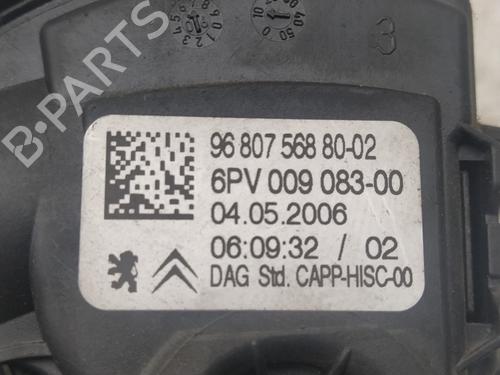 3
96 807 568 80-02
6PV 009 083-00
04.05.2006
06:09:32 / 02
DAG Std. CAPP-HISC-00
B-PARTS